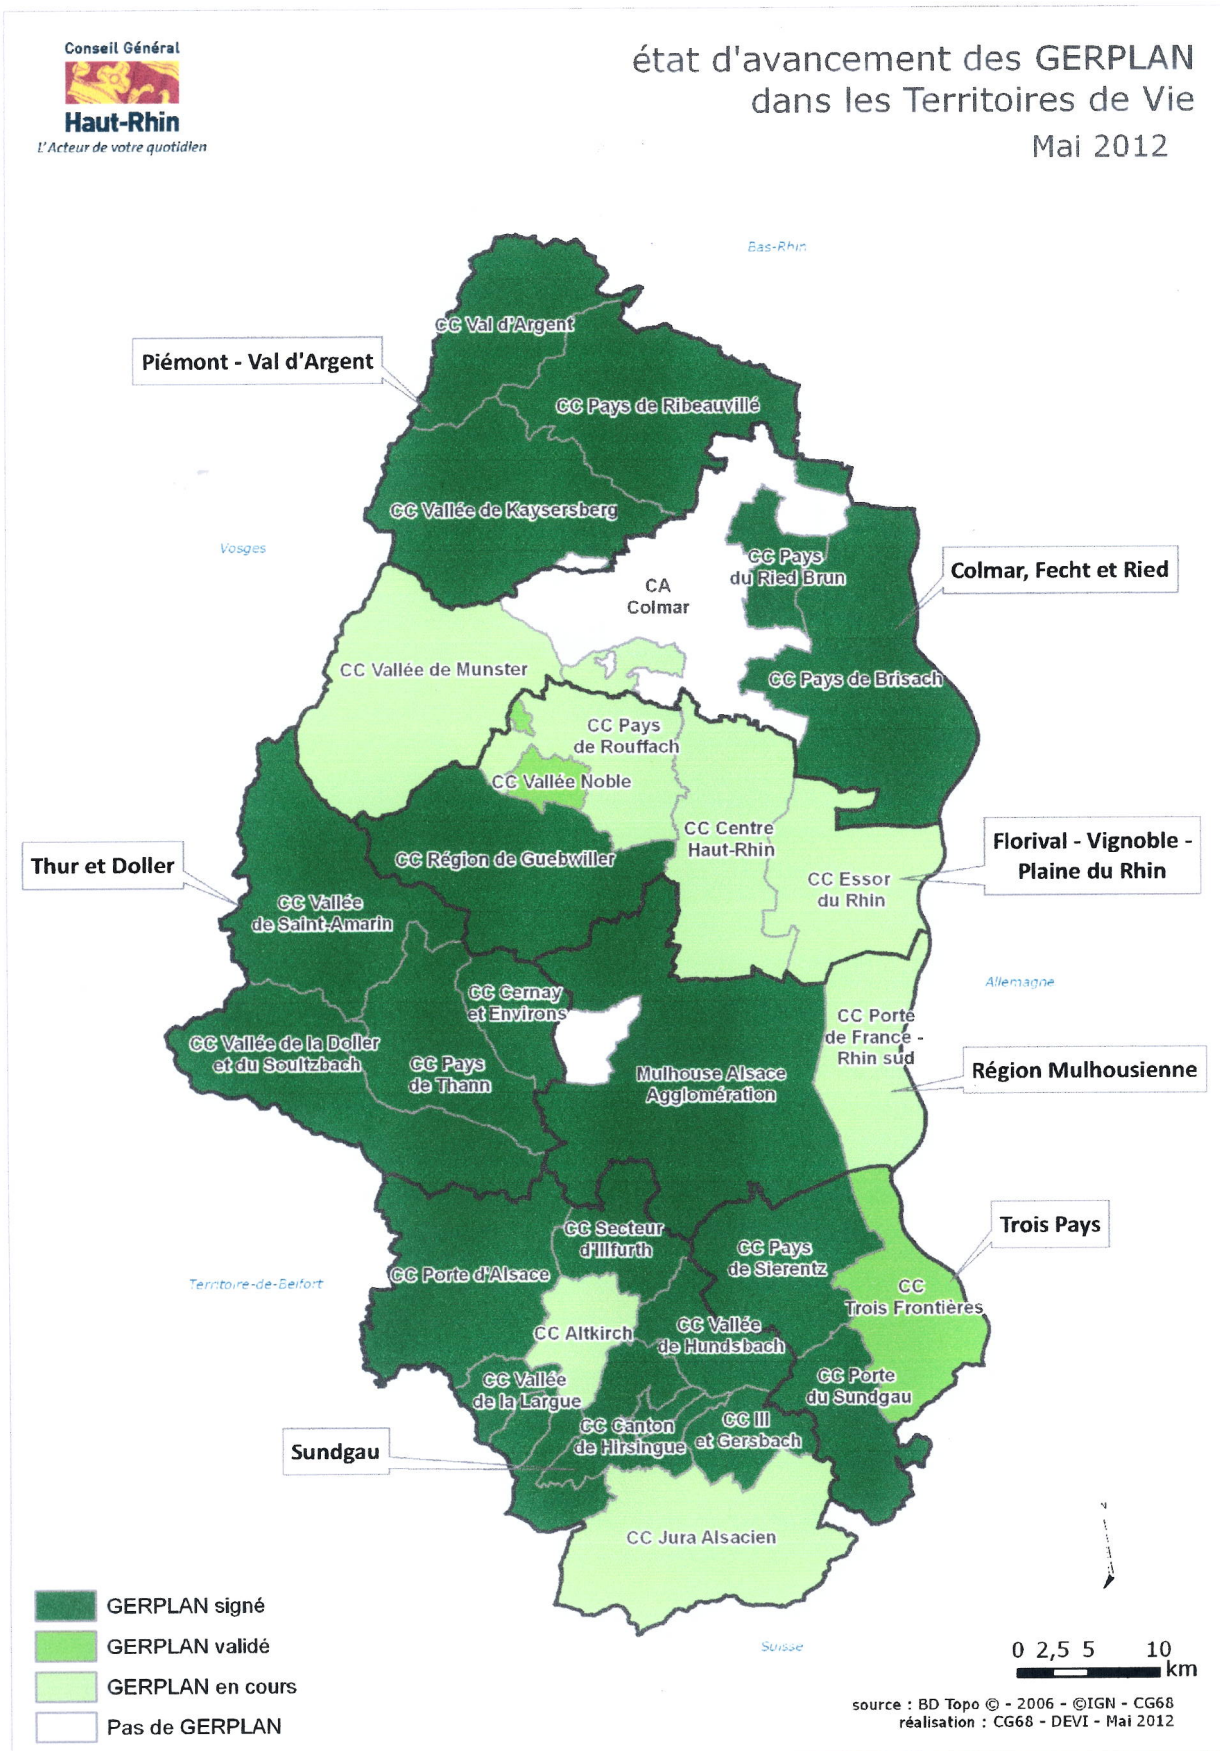 Conseil Général
Haut-Rhin
L'Acteur de votre quotidien
état d'avancement des GERPLAN
dans les Territoires de Vie
Mai 2012
Bas-Rhin
CC Val d'Argent
Piémont - Val d'Argent
CC Pays de Ribeauvillé
CC Vallée de Kaysersberg
Vosges
CC Pays
du Ried Brun
Colmar, Fecht et Ried
CA
Colmar
CC Vallée de Munster
CC Pays de Brisach
CC Pays
de Rouffach
CC Vallée Noble
CC Centre
Haut-Rhin
Florival - Vignoble -
Plaine du Rhin
CC Région de Guebwiller
Thur et Doller
CC Essor
du Rhin
CC Vallée
de Saint-Amarin
Allemagne
CC Cernay
et Environs
CC Porte
de France -
Rhin sud
CC Vallée de la Doller
et du Soultzbach
CC Pays
de Thann
Mulhouse Alsace
Agglomération
Région Mulhousienne
Trois Pays
CC Secteur
d'Illfurth
CC Pays
de Sierentz
CC Porte d'Alsace
Territoire-de-Belfort
CC
Trois Frontières
CC Altkirch
CC Vallée
de Hundsbach
CC Vallée
de la Largue
CC Porte
du Sundgau
CC Canton
de Hirsingue
CC Ill
et Gersbach
Sundgau
CC Jura Alsacien
N
GERPLAN signé
GERPLAN validé
GERPLAN en cours
Pas de GERPLAN
Suisse
0 2,5 5 10
km
source : BD Topo © - 2006 - ©IGN - CG68
réalisation : CG68 - DEVI - Mai 2012